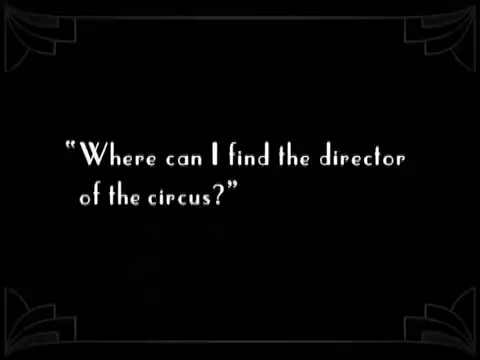 “Where can I find the director
of the circus?”